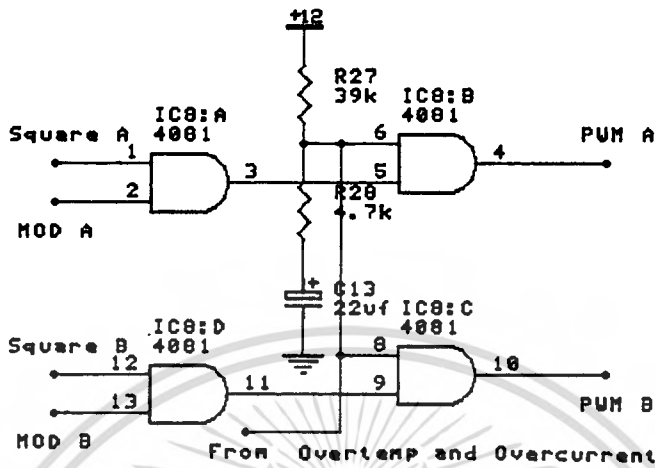 +12
R27
39k
IC8:A
4081
IC8:B
4081
Square A
1
2
3
6
5
4
PWM A
MOD A
R28
4.7k
+
C13
22uf
IC8:D
4081
IC8:C
4081
Square B
12
13
11
8
9
10
PWM B
MOD B
From Overtemp and Overcurrent